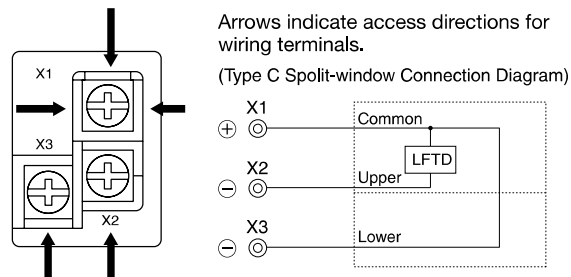 Arrows indicate access directions for
wiring terminals.
(Type C Spolit-window Connection Diagram)
X1
X3
X2
X1
Common
LFTD
X2
Upper
X3
Lower